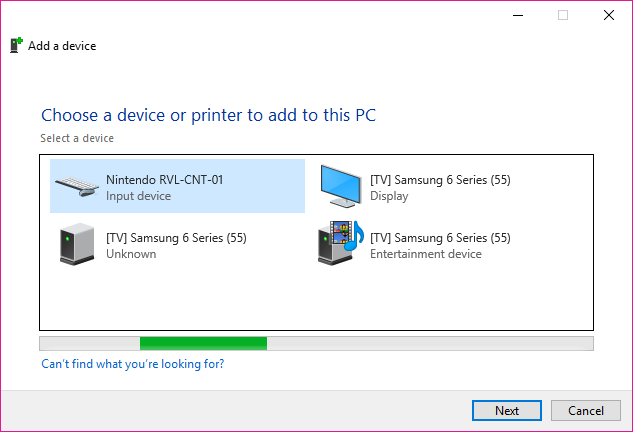 Add a device
Choose a device or printer to add to this PC
Select a device
Nintendo RVL-CNT-01
Input device
[TV] Samsung 6 Series (55)
Display
[TV] Samsung 6 Series (55)
Unknown
[TV] Samsung 6 Series (55)
Entertainment device
Can't find what you're looking for?
Next
Cancel